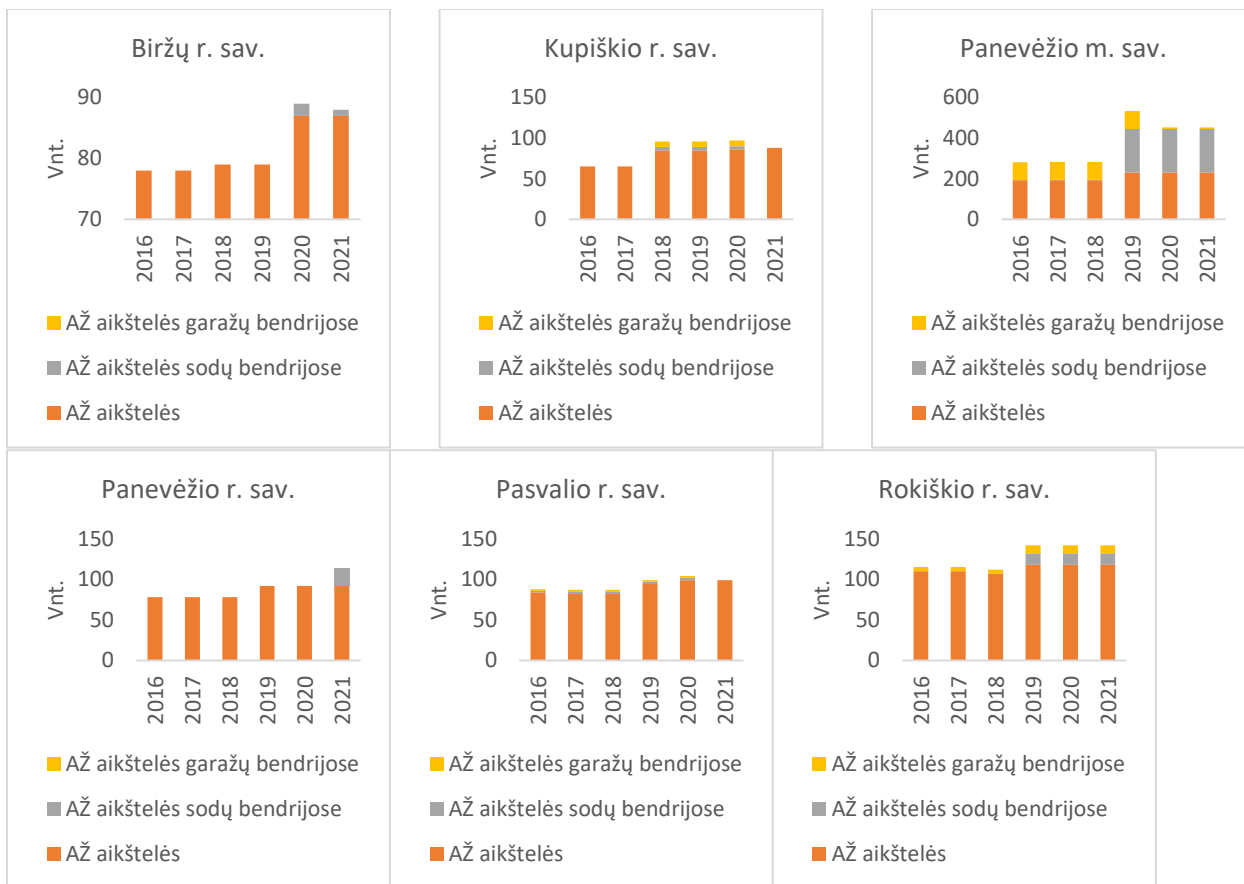 Biržų r. sav.
90
80
70
Vnt.
2016
2017
2018
2019
2020
2021
AŽ aikštelės garažų bendrijose
AŽ aikštelės sodų bendrijose
AŽ aikštelės
Kupiškio r. sav.
150
100
50
0
Vnt.
2016
2017
2018
2019
2020
2021
AŽ aikštelės garažų bendrijose
AŽ aikštelės sodų bendrijose
AŽ aikštelės
Panevėžio m. sav.
600
400
200
0
Vnt.
2016
2017
2018
2019
2020
2021
AŽ aikštelės garažų bendrijose
AŽ aikštelės sodų bendrijose
AŽ aikštelės
Panevėžio r. sav.
150
100
50
0
Vnt.
2016
2017
2018
2019
2020
2021
AŽ aikštelės garažų bendrijose
AŽ aikštelės sodų bendrijose
AŽ aikštelės
Pasvalio r. sav.
150
100
50
0
Vnt.
2016
2017
2018
2019
2020
2021
AŽ aikštelės garažų bendrijose
AŽ aikštelės sodų bendrijose
AŽ aikštelės
Rokiškio r. sav.
150
100
50
0
Vnt.
2016
2017
2018
2019
2020
2021
AŽ aikštelės garažų bendrijose
AŽ aikštelės sodų bendrijose
AŽ aikštelės